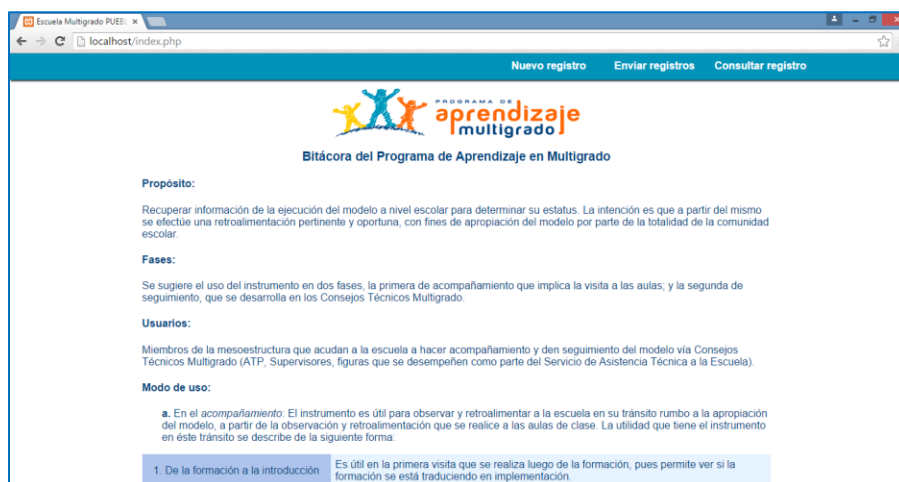 Escuela Multigrado PUEBL
localhost/index.php
Nuevo registro Enviar registros Consultar registro
PROGRAMA DE
aprendizaje
multigrado
Bitácora del Programa de Aprendizaje en Multigrado
Propósito:
Recuperar información de la ejecución del modelo a nivel escolar para determinar su estatus. La intención es que a partir del mismo
se efectúe una retroalimentación pertinente y oportuna, con fines de apropiación del modelo por parte de la totalidad de la comunidad
escolar.
Fases:
Se sugiere el uso del instrumento en dos fases, la primera de acompañamiento que implica la visita a las aulas; y la segunda de
seguimiento, que se desarrolla en los Consejos Técnicos Multigrado.
Usuarios:
Miembros de la mesoestructura que acudan a la escuela a hacer acompañamiento y den seguimiento del modelo vía Consejos
Técnicos Multigrado (ATP, Supervisores, figuras que se desempeñen como parte del Servicio de Asistencia Técnica a la Escuela).
Modo de uso:
a. En el acompañamiento: El instrumento es útil para observar y retroalimentar a la escuela en su tránsito rumbo a la apropiación
del modelo, a partir de la observación y retroalimentación que se realice a las aulas de clase. La utilidad que tiene el instrumento
en éste tránsito se describe de la siguiente forma:
1. De la formación a la introducción
Es útil en la primera visita que se realiza luego de la formación, pues permite ver si la
formación se está traduciendo en implementación.